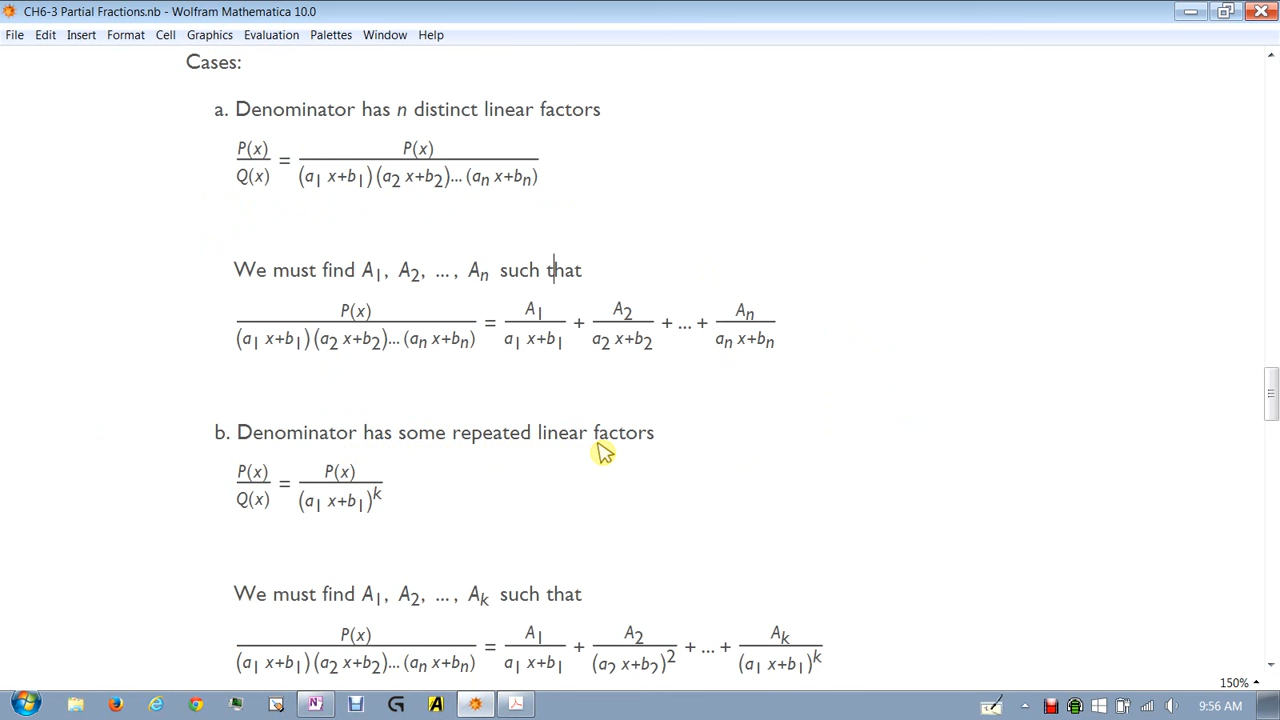 CH6-3 Partial Fractions.nb - Wolfram Mathematica 10.0
File Edit Insert Format Cell Graphics Evaluation Palettes Window Help
Cases:
a. Denominator has n distinct linear factors
P(x)/Q(x) = P(x)/((a₁ x+b₁)(a₂ x+b₂)...(aₙ x+bₙ))
We must find A₁, A₂, ..., Aₙ such that
P(x)/((a₁ x+b₁)(a₂ x+b₂)...(aₙ x+bₙ)) = A₁/(a₁ x+b₁) + A₂/(a₂ x+b₂) + ... + Aₙ/(aₙ x+bₙ)
b. Denominator has some repeated linear factors
P(x)/Q(x) = P(x)/(a₁ x+b₁)^k
We must find A₁, A₂, ..., Aₖ such that
P(x)/((a₁ x+b₁)(a₂ x+b₂)...(aₙ x+bₙ)) = A₁/(a₁ x+b₁) + A₂/(a₂ x+b₂)² + ... + Aₖ/(a₁ x+b₁)^k
150%
9:56 AM